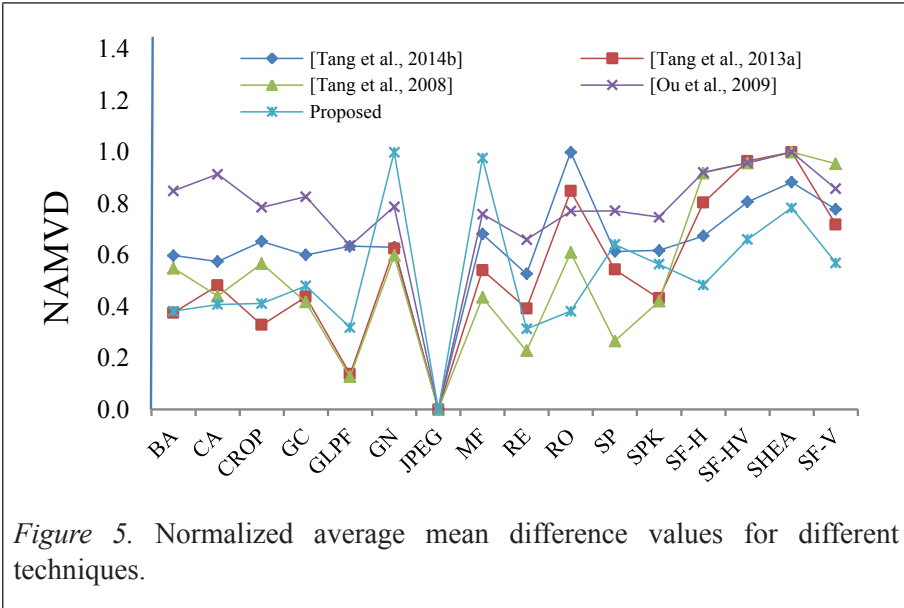 1.4
1.2
1.0
0.8
0.6
0.4
0.2
0.0
NAMVD
[Tang et al., 2014b]
[Tang et al., 2013a]
[Tang et al., 2008]
[Ou et al., 2009]
Proposed
BA
CA
CROP
GC
GLPF
GN
JPEG
MF
RE
RO
SP
SPK
SF-H
SF-HV
SHEA
SF-V
Figure 5. Normalized average mean difference values for different
techniques.